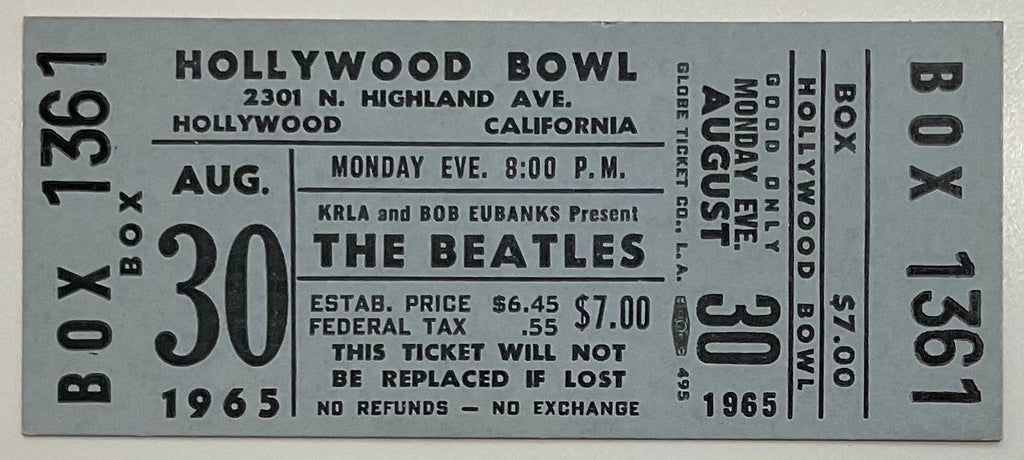 BOX 1361
BOX
HOLLYWOOD BOWL
2301 N. HIGHLAND AVE.
HOLLYWOOD CALIFORNIA
AUG.
30
1965
MONDAY EVE. 8:00 P.M.
KRLA and BOB EUBANKS Present
THE BEATLES
ESTAB. PRICE $6.45
FEDERAL TAX .55
$7.00
THIS TICKET WILL NOT
BE REPLACED IF LOST
NO REFUNDS — NO EXCHANGE
GLOBE TICKET CO., L. A. 495
GOOD ONLY
MONDAY EVE.
AUGUST
30
1965
HOLLYWOOD BOWL
BOX $7.00
BOX 1361